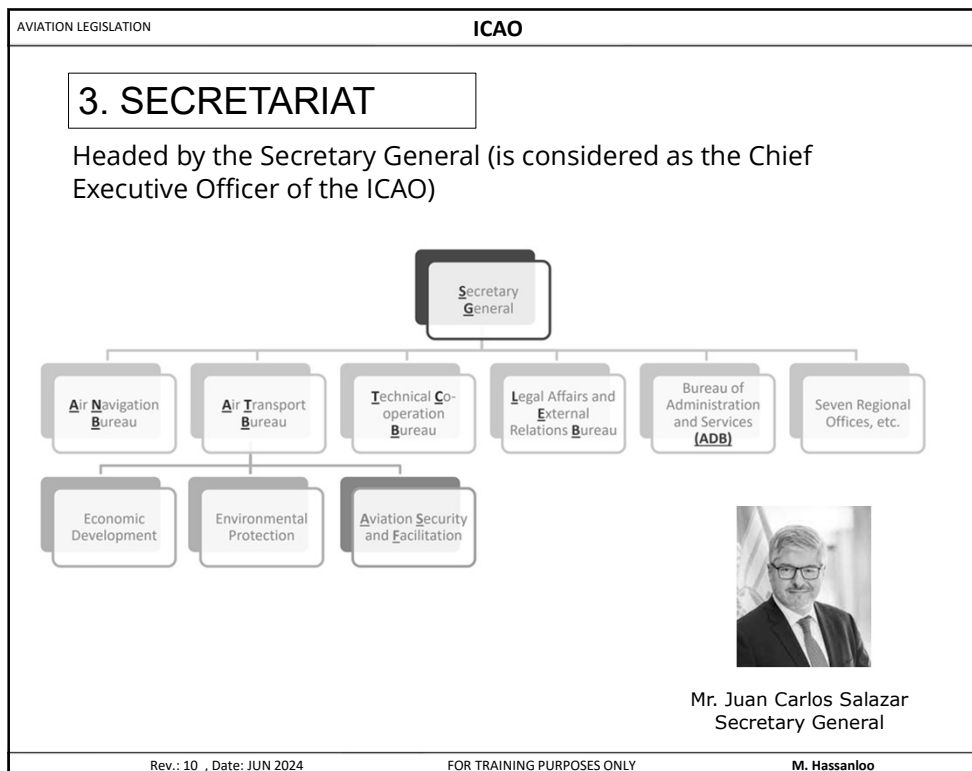 AVIATION LEGISLATION
ICAO
3. SECRETARIAT
Headed by the Secretary General (is considered as the Chief
Executive Officer of the ICAO)
Secretary
General
Air Navigation
Bureau
Air Transport
Bureau
Technical Co-
operation
Bureau
Legal Affairs and
External
Relations Bureau
Bureau of
Administration
and Services
(ADB)
Seven Regional
Offices, etc.
Economic
Development
Environmental
Protection
Aviation Security
and Facilitation
Mr. Juan Carlos Salazar
Secretary General
Rev.: 10 , Date: JUN 2024
FOR TRAINING PURPOSES ONLY
M. Hassanloo